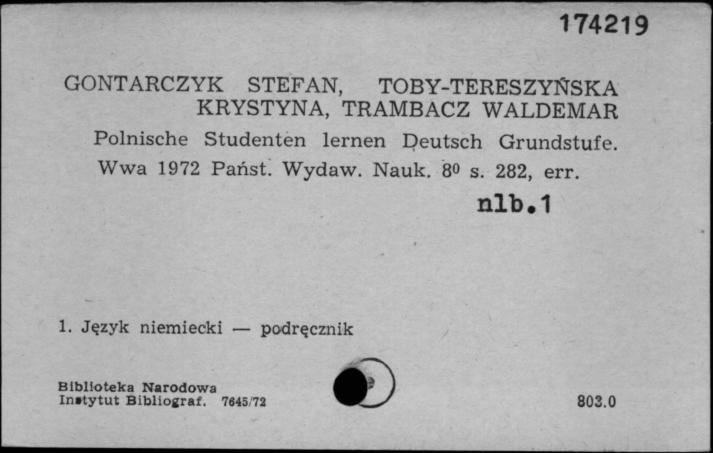 174219
GONTARCZYK STEFAN, TOBY-TERESZYŃSKA
KRYSTYNA, TRAMBACZ WALDEMAR
Polnische Studenten lernen Deutsch Grundstufe.
Wwa 1972 Państ. Wydaw. Nauk. 8⁰ s. 282, err.
nlb.1
1. Język niemiecki — podręcznik
Biblioteka Narodowa
Instytut Bibliograf. 7645/72
803.0